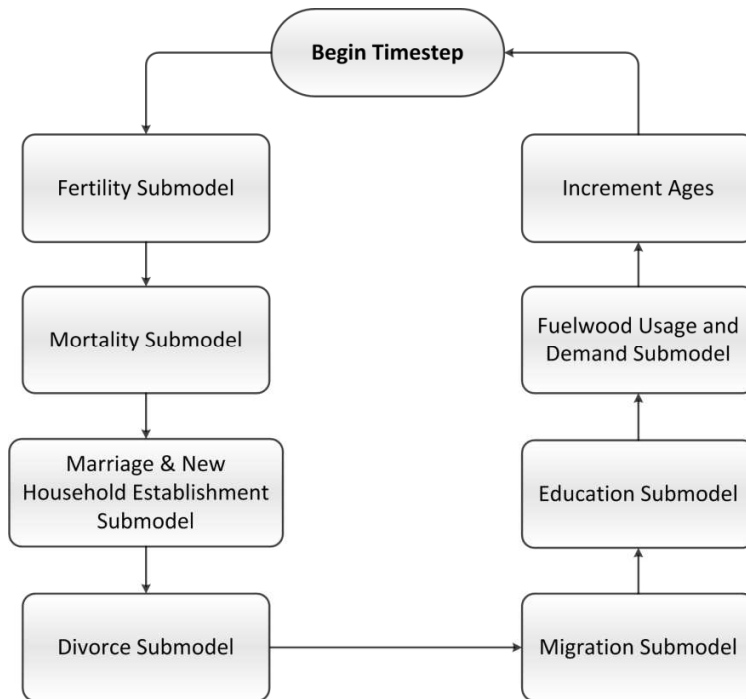 Begin Timestep
Fertility Submodel
Mortality Submodel
Marriage & New
Household Establishment
Submodel
Divorce Submodel
Migration Submodel
Education Submodel
Fuelwood Usage and
Demand Submodel
Increment Ages